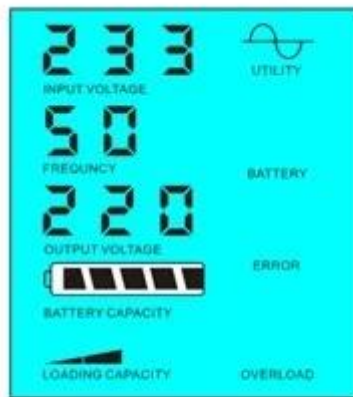 233
INPUT VOLTAGE
UTILITY
50
FREQUNCY
BATTERY
220
OUTPUT VOLTAGE
ERROR
BATTERY CAPACITY
LOADING CAPACITY
OVERLOAD